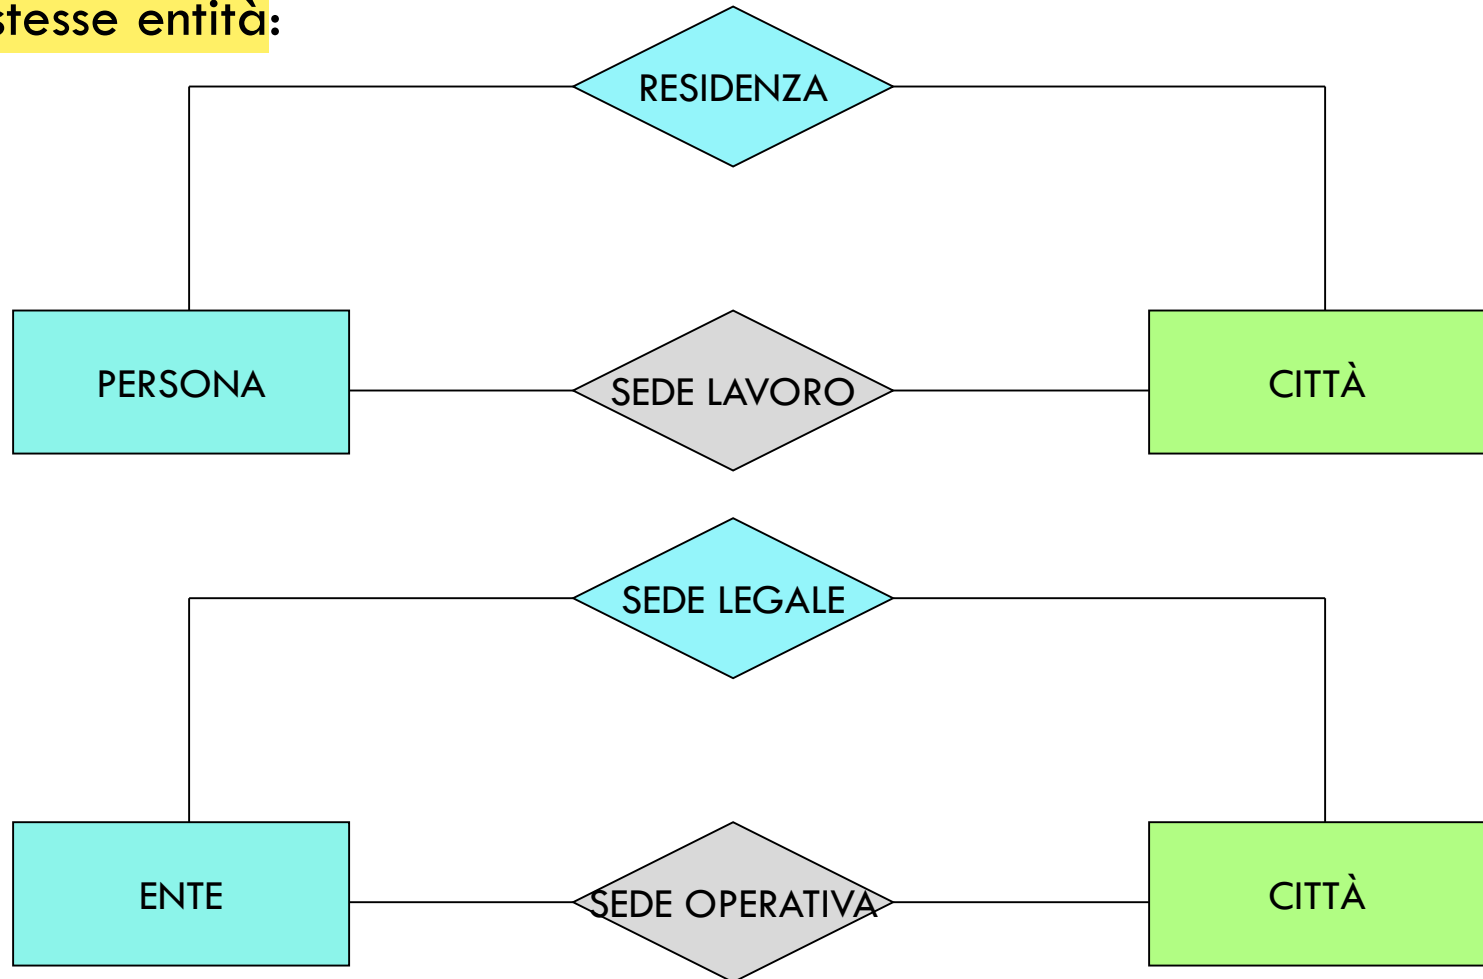 stesse entità:
RESIDENZA
PERSONA
SEDE LAVORO
CITTÀ
SEDE LEGALE
ENTE
SEDE OPERATIVA
CITTÀ